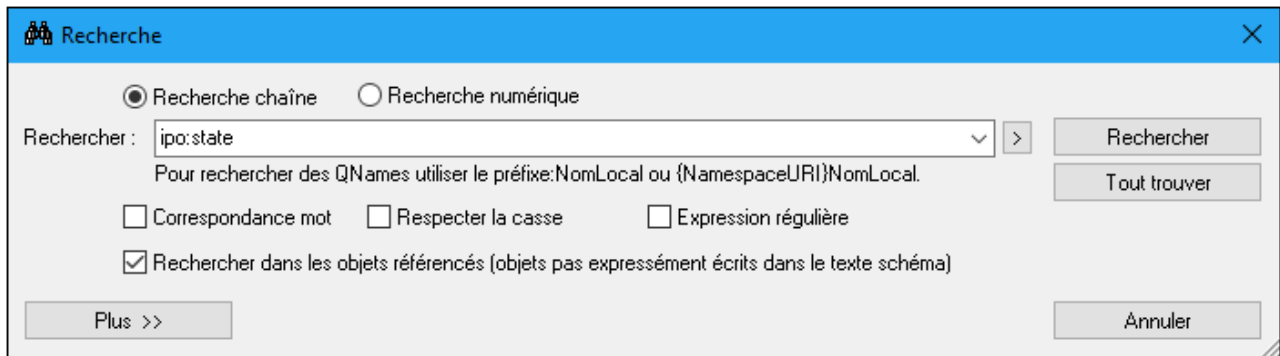 Recherche
Recherche chaîne Recherche numérique
Rechercher : ipo:state > Rechercher
Pour rechercher des QNames utiliser le préfixe:NomLocal ou {NamespaceURI}NomLocal.
Tout trouver
Correspondance mot Respecter la casse Expression régulière
Rechercher dans les objets référencés (objets pas expressément écrits dans le texte schéma)
Plus >> Annuler